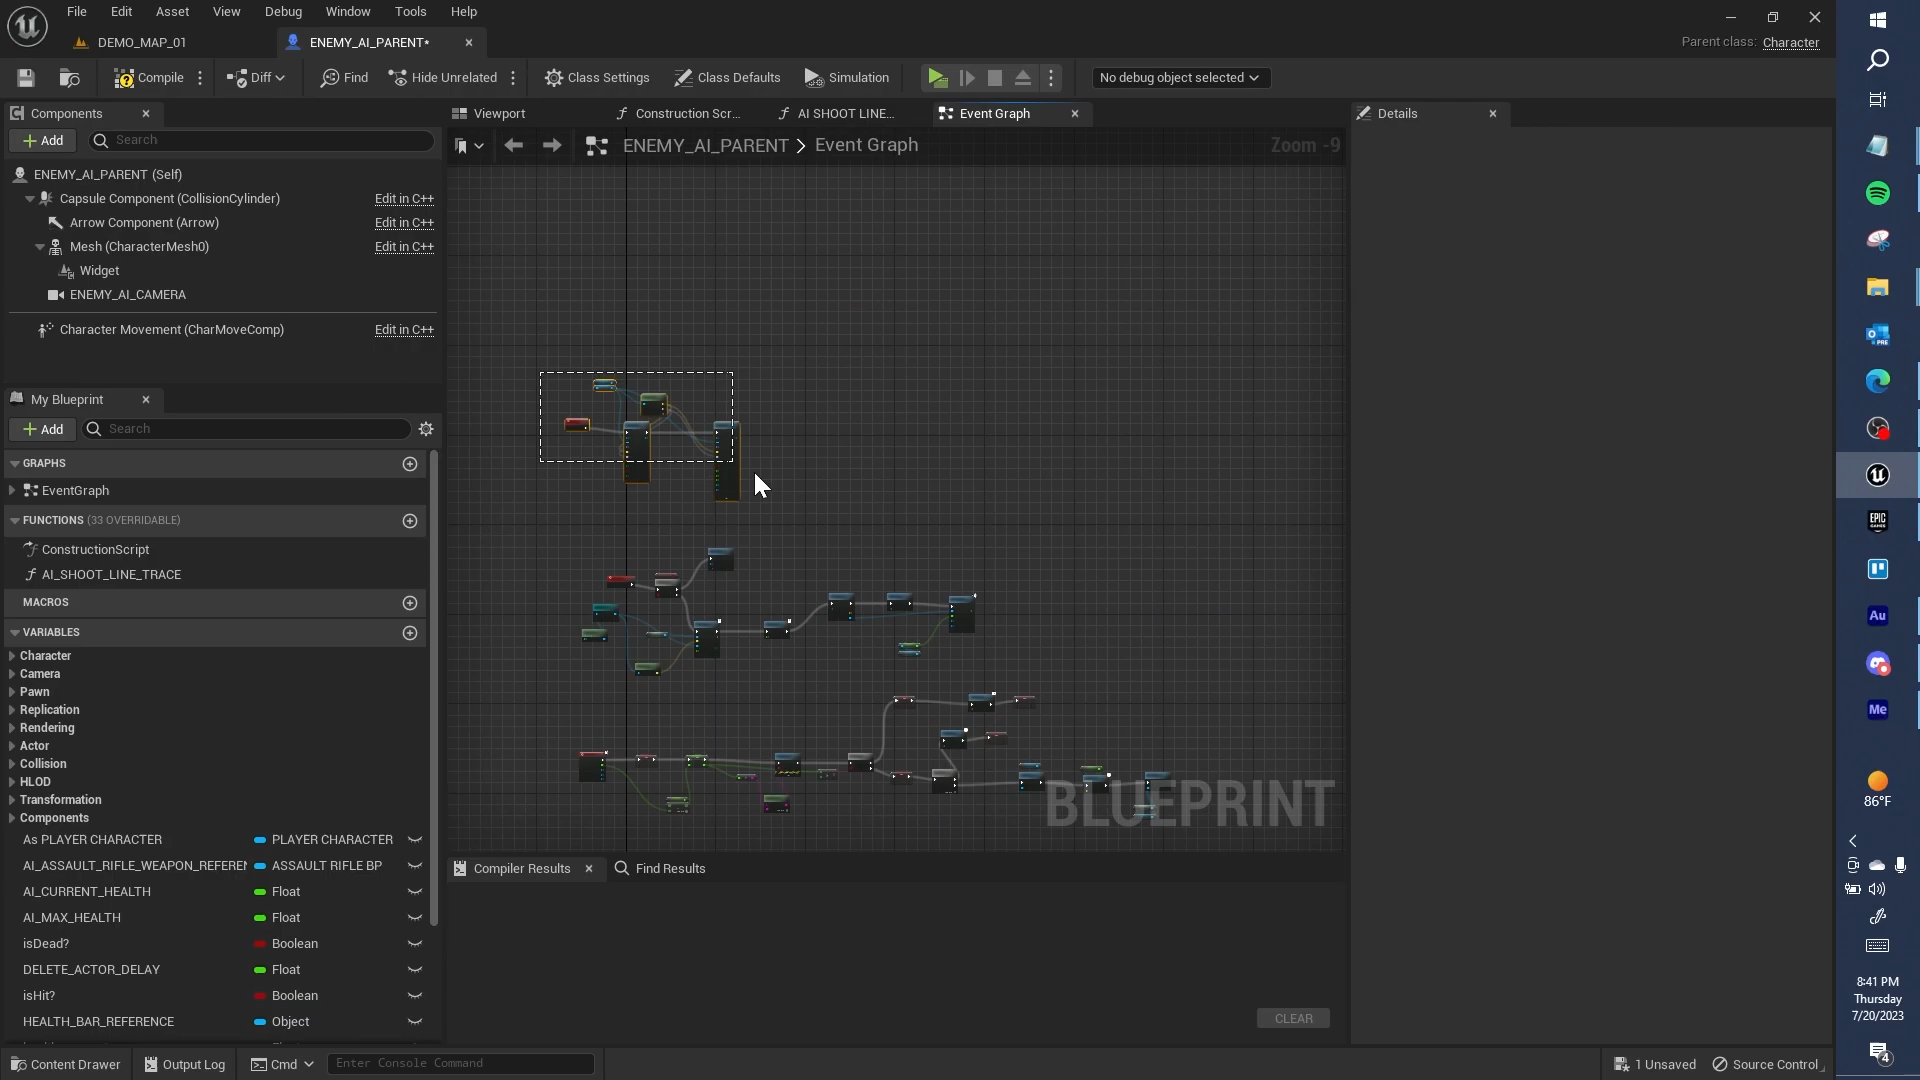 File Edit Asset View Debug Window Tools Help
DEMO_MAP_01
ENEMY_AI_PARENT*
Parent class: Character
Compile
Diff
Find
Hide Unrelated
Class Settings
Class Defaults
Simulation
No debug object selected
Components
Add
Search
ENEMY_AI_PARENT (Self)
Capsule Component (CollisionCylinder) Edit in C++
Arrow Component (Arrow) Edit in C++
Mesh (CharacterMesh0) Edit in C++
Widget
ENEMY_AI_CAMERA
Character Movement (CharMoveComp) Edit in C++
My Blueprint
Add
Search
GRAPHS
EventGraph
FUNCTIONS (33 OVERRIDABLE)
ConstructionScript
AI_SHOOT_LINE_TRACE
MACROS
VARIABLES
Character
Camera
Pawn
Replication
Rendering
Actor
Collision
HLOD
Transformation
Components
As PLAYER CHARACTER PLAYER CHARACTER
AI_ASSAULT_RIFLE_WEAPON_REFEREN ASSAULT RIFLE BP
AI_CURRENT_HEALTH Float
AI_MAX_HEALTH Float
isDead? Boolean
DELETE_ACTOR_DELAY Float
isHit? Boolean
HEALTH_BAR_REFERENCE Object
Viewport
Construction Scr...
AI SHOOT LINE...
Event Graph
ENEMY_AI_PARENT > Event Graph
Zoom -9
BLUEPRINT
Compiler Results
Find Results
CLEAR
Details
Content Drawer
Output Log
Cmd
Enter Console Command
1 Unsaved
Source Control
PRE
EPIC
GAMES
Au
Me
86°F
8:41 PM
Thursday
7/20/2023
4